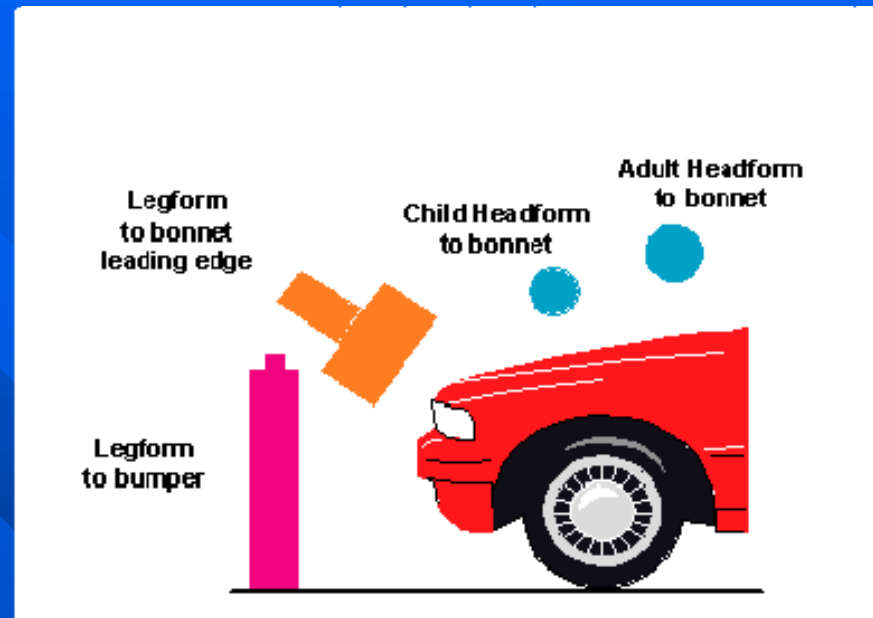 Adult Headform
to bonnet
Legform
to bonnet
leading edge
Child Headform
to bonnet
Legform
to bumper